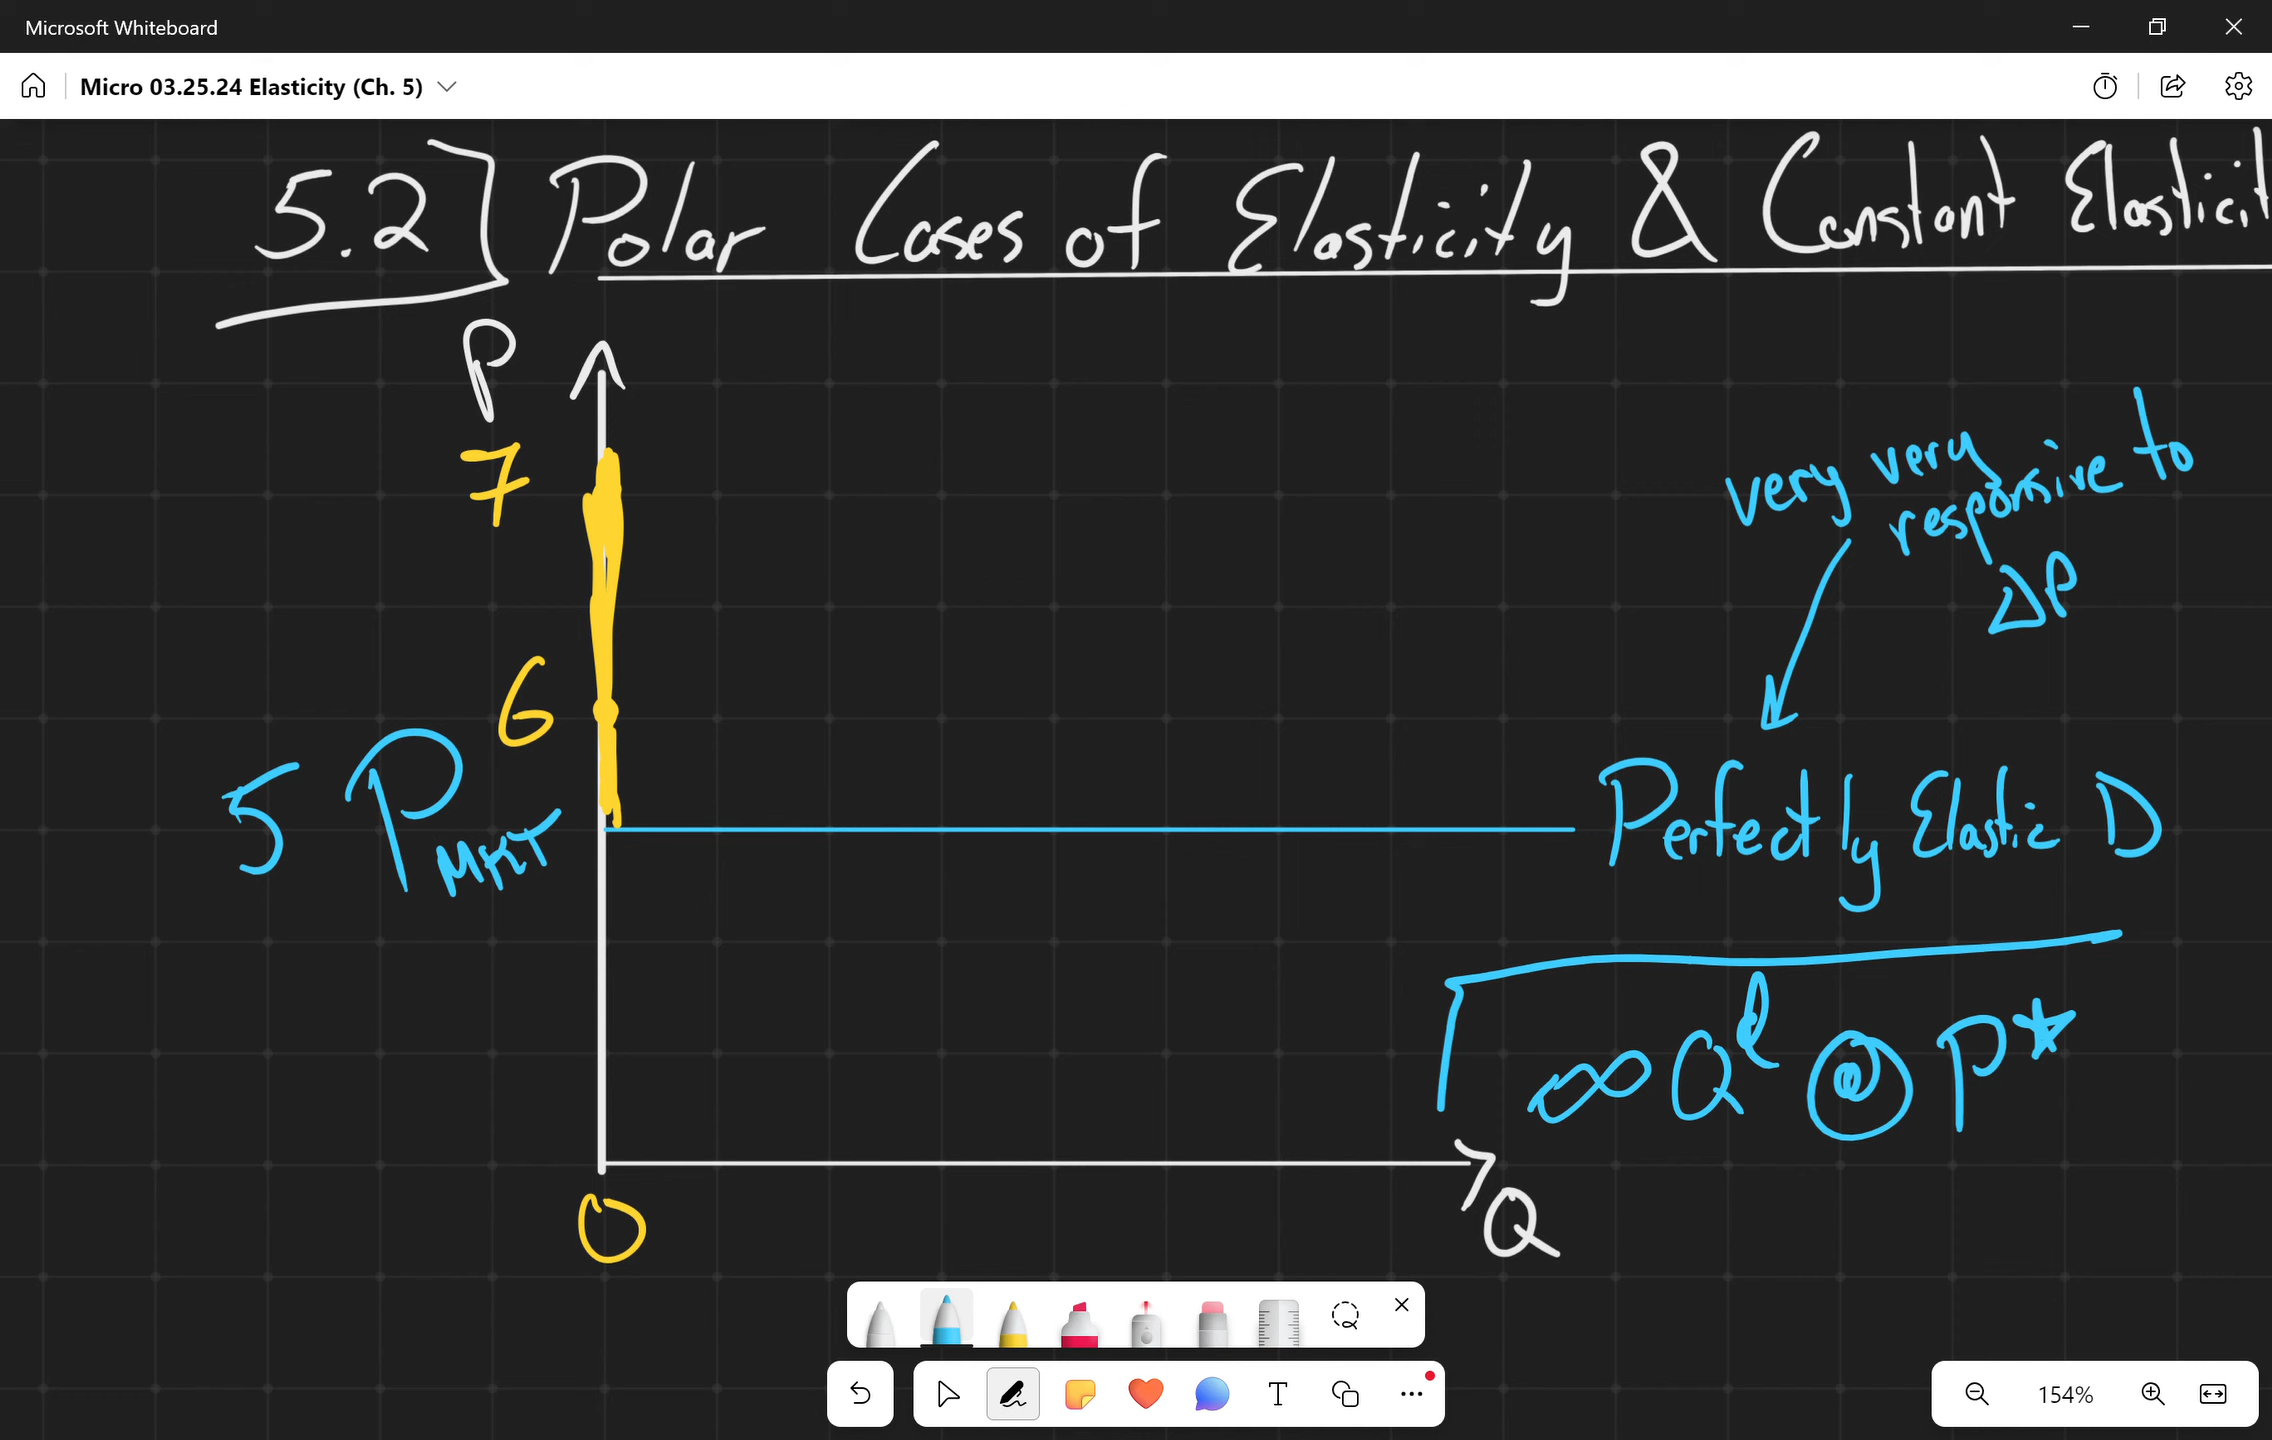 Microsoft Whiteboard
Micro 03.25.24 Elasticity (Ch. 5)
5.2] Polar Cases of Elasticity & Constant Elasticit
P
7
very very
responsive to
ΔP
6
5 PMKT
Perfectly Elastic D
∞ Qd @ P*
Q
0
T
154%